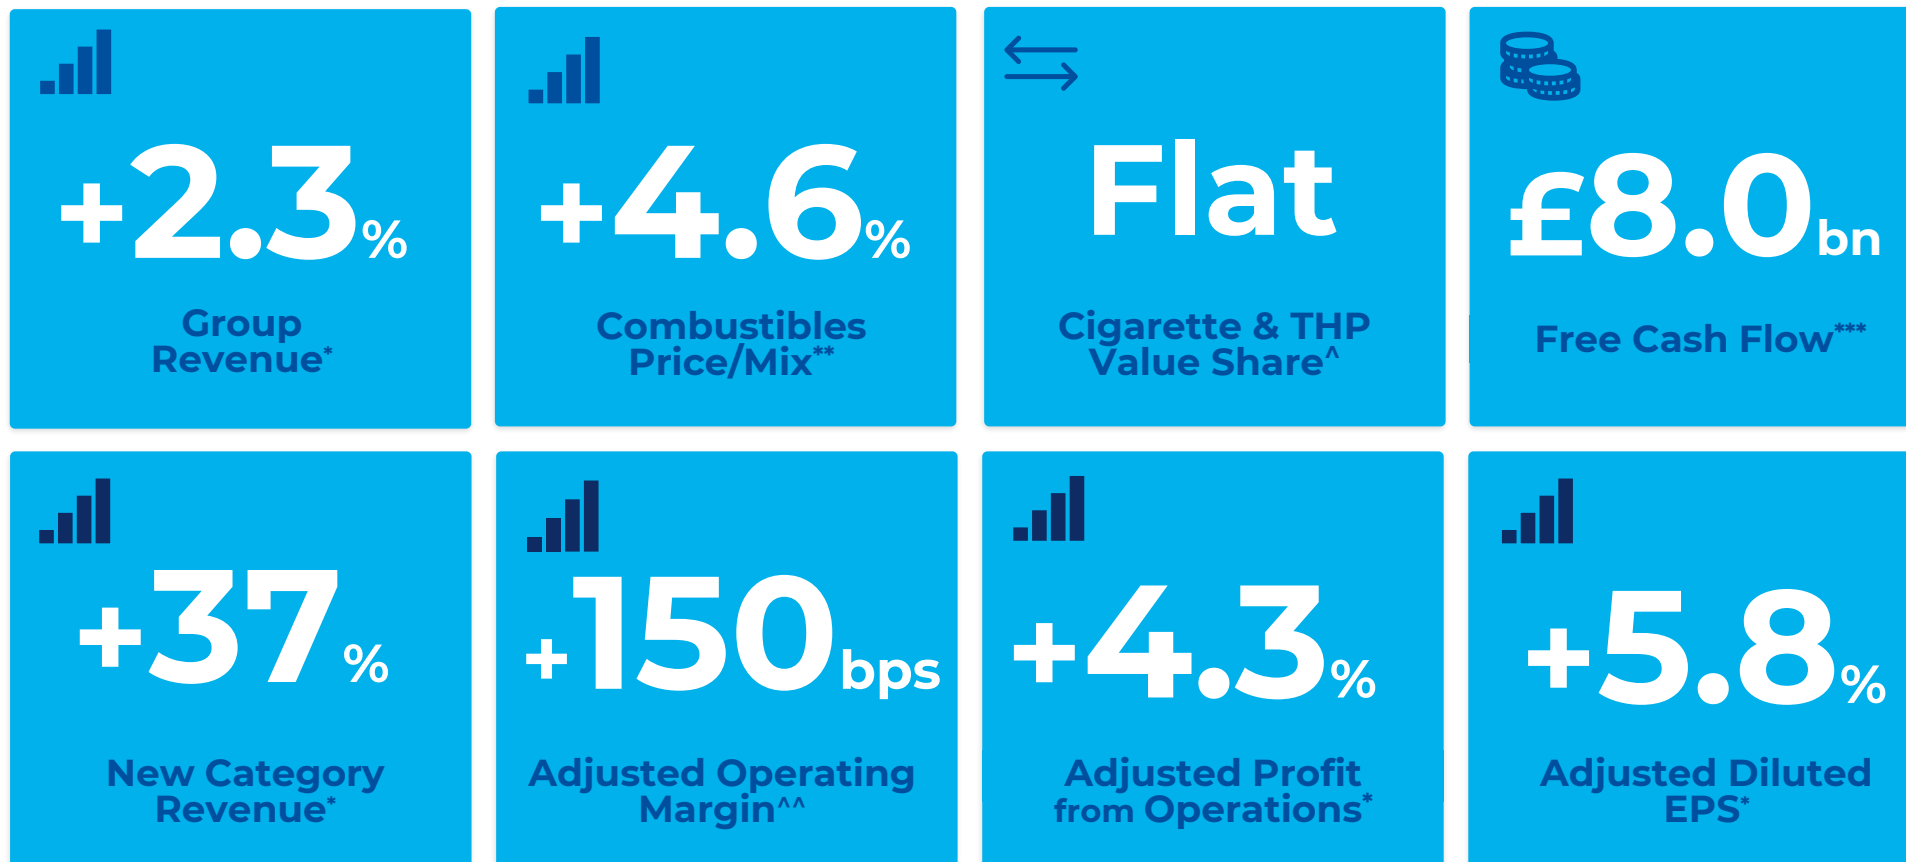 +2.3%
Group
Revenue*
+4.6%
Combustibles
Price/Mix**
Flat
Cigarette & THP
Value Share^
£8.0bn
Free Cash Flow***
+37%
New Category
Revenue*
+150bps
Adjusted Operating
Margin^^
+4.3%
Adjusted Profit
from Operations*
+5.8%
Adjusted Diluted
EPS*